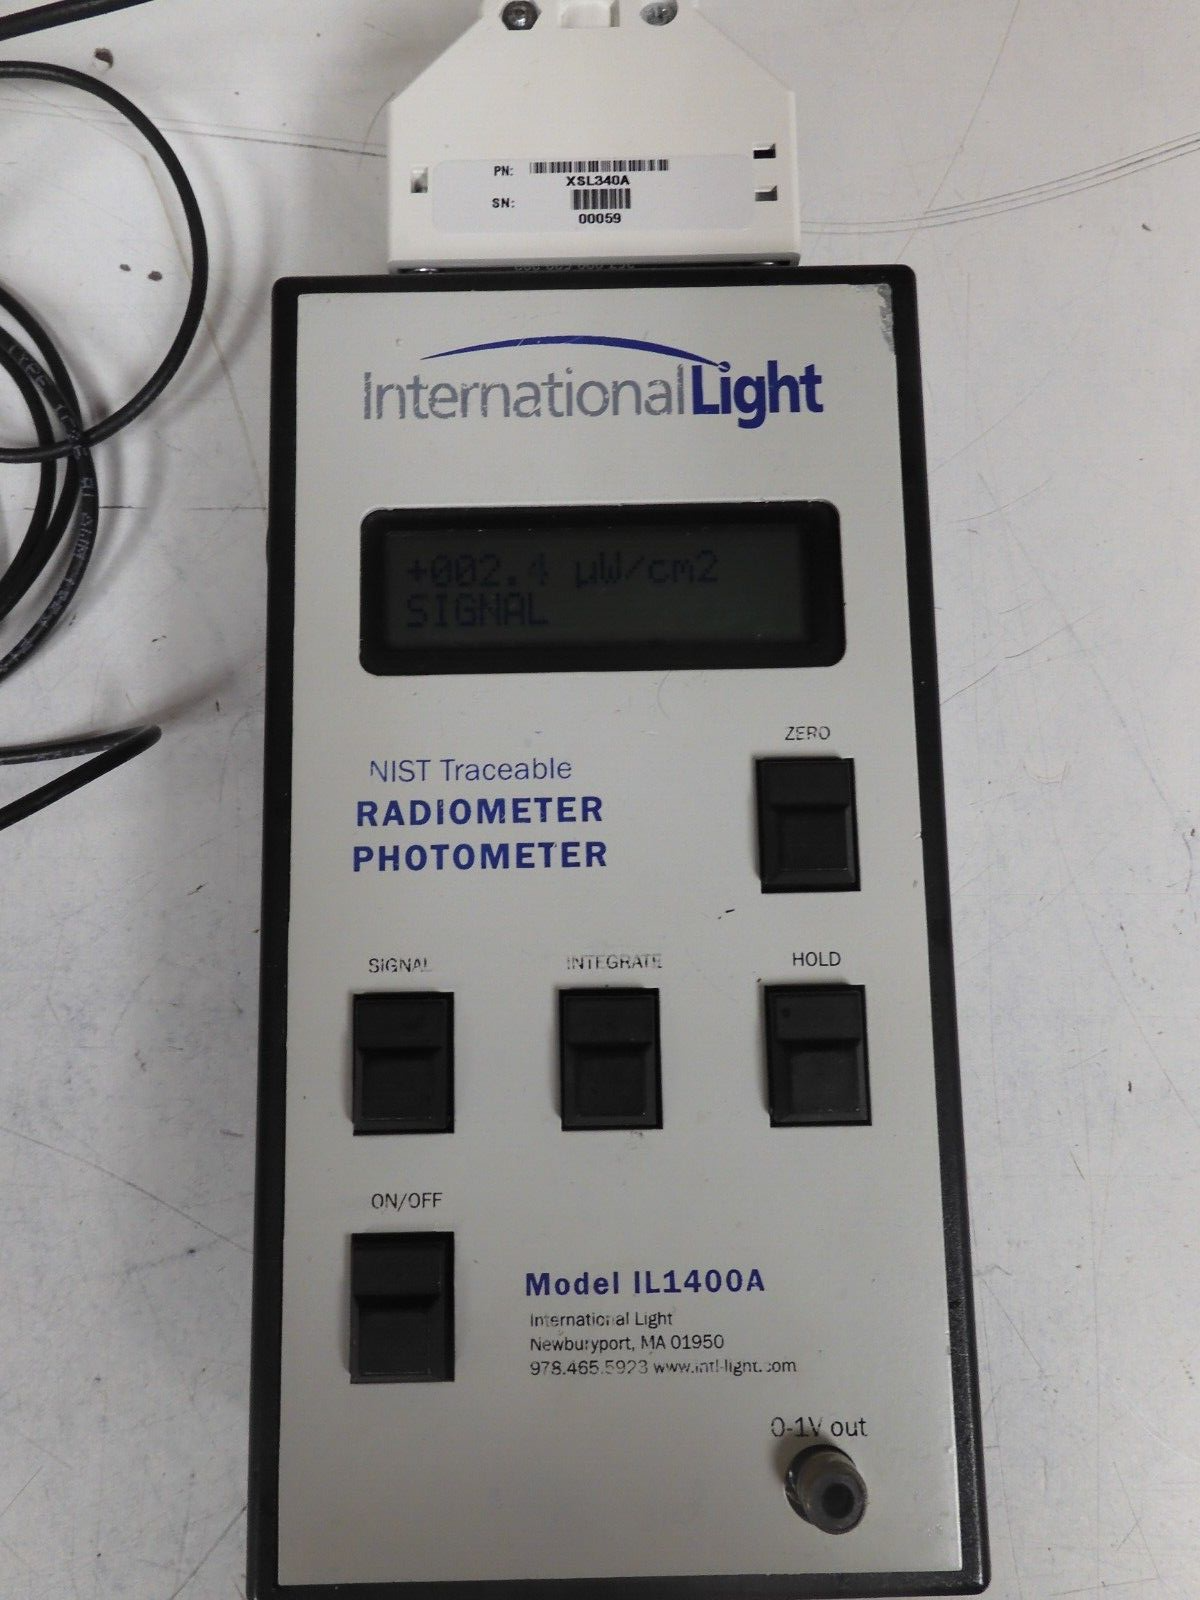 PN:
XSL340A
SN:
00059
InternationalLight
+002.4 µW/cm2
SIGNAL
ZERO
NIST Traceable
RADIOMETER
PHOTOMETER
SIGNAL
INTEGRATE
HOLD
ON/OFF
Model IL1400A
International Light
Newburyport, MA 01950
978.465.5923 www.intl-light.com
0-1V out